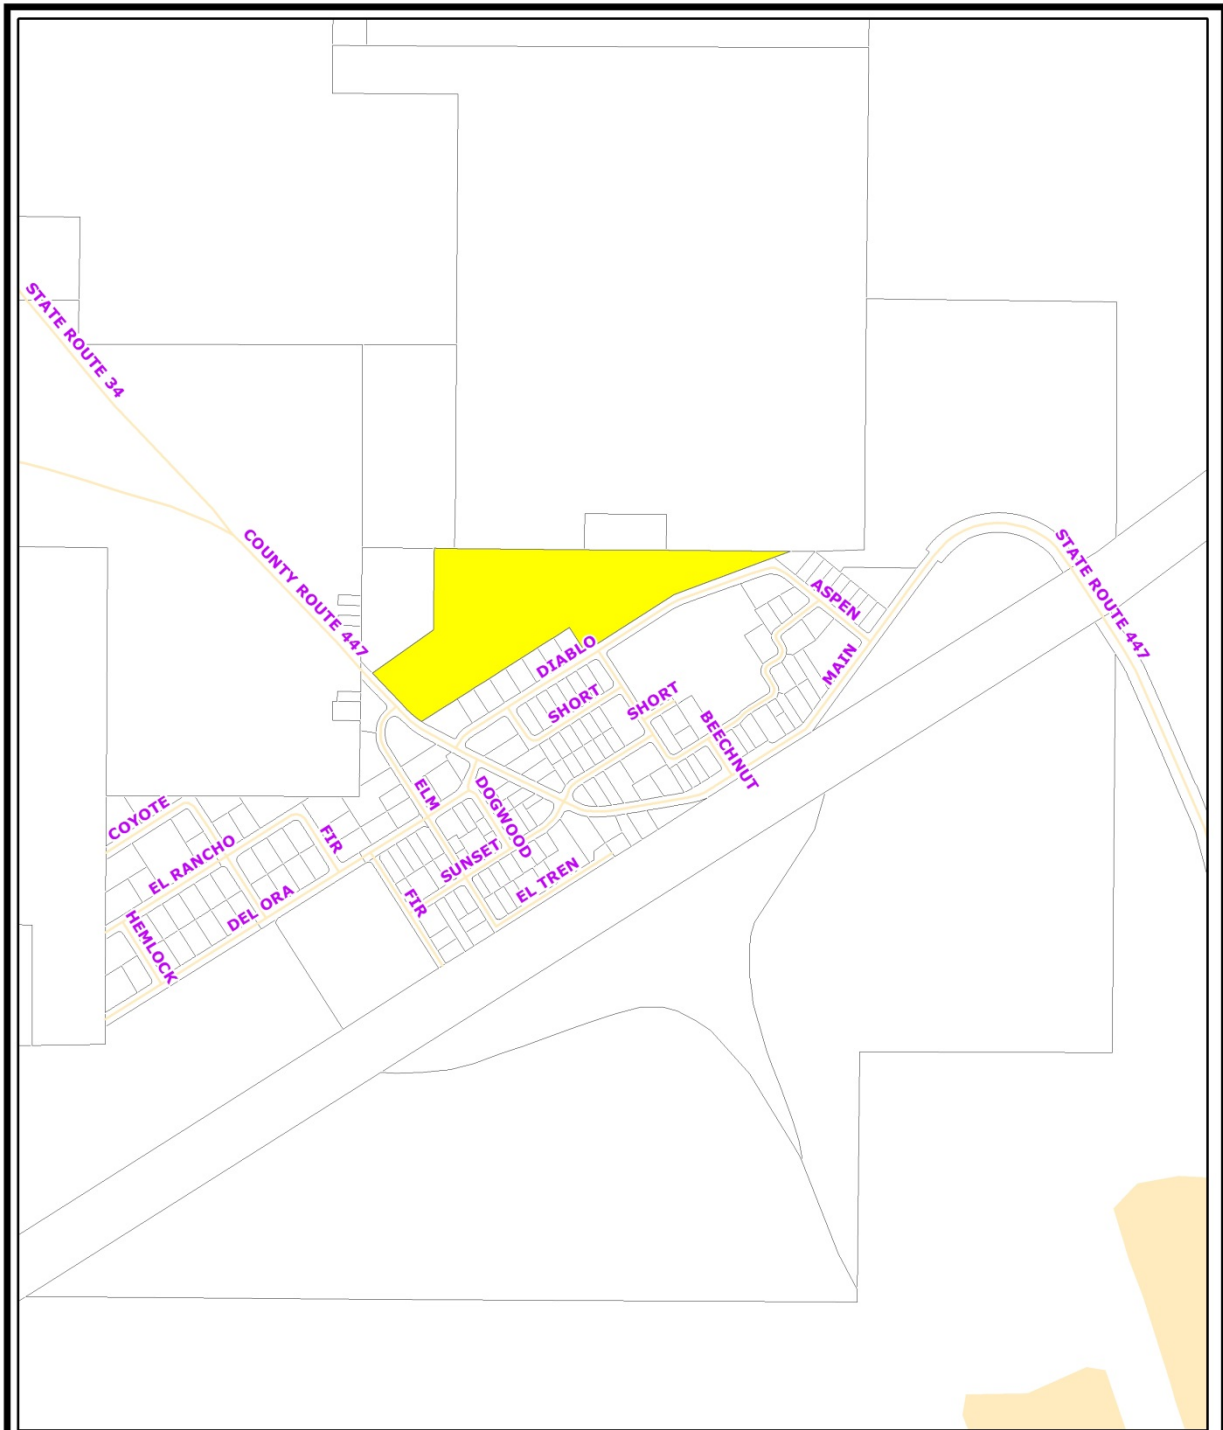 STATE ROUTE 34
COUNTY ROUTE 447
STATE ROUTE 447
ASPEN
DIABLO
MAIN
SHORT
SHORT
BEECHNUT
ELM
DOGWOOD
COYOTE
FIR
EL RANCHO
SUNSET
EL TREN
FIR
DEL ORA
HEMLOCK